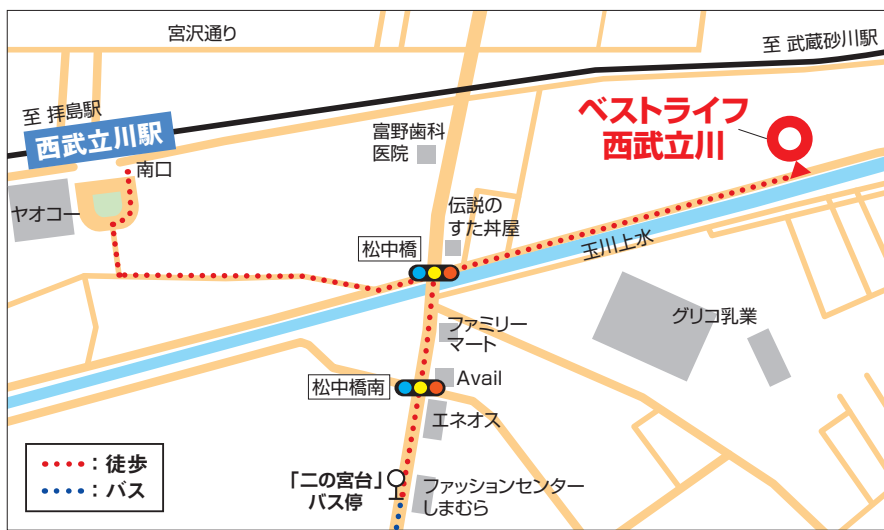 宮沢通り
至 武蔵砂川駅
至 拝島駅
西武立川駅
南口
ヤオコー
富野歯科
医院
ベストライフ
西武立川
伝説の
すた丼屋
松中橋
玉川上水
グリコ乳業
ファミリー
マート
Avail
松中橋南
エネオス
「二の宮台」
バス停
ファッションセンター
しまむら
：徒歩
：バス